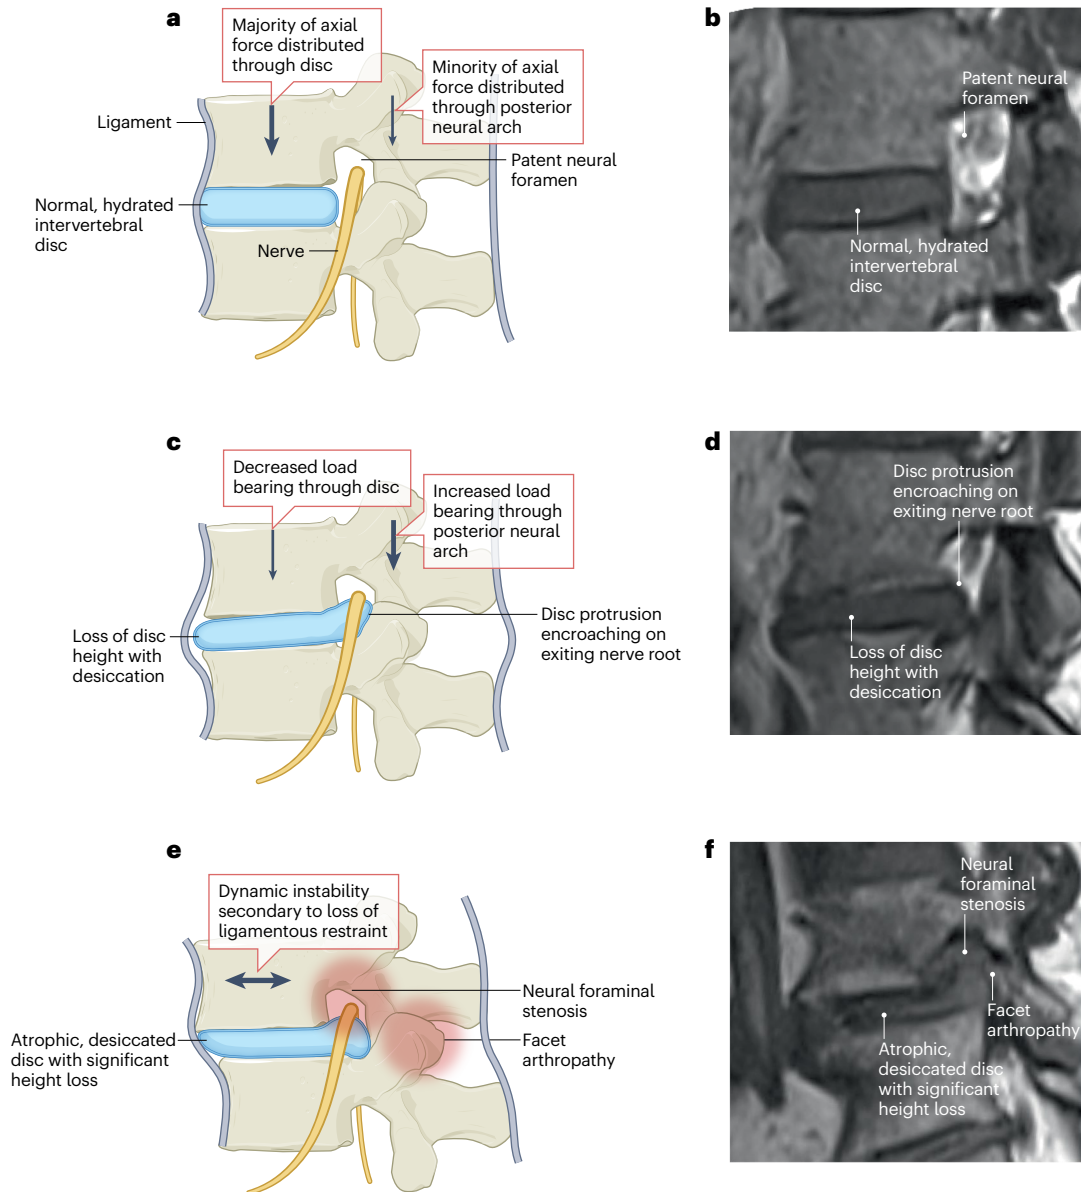 a
Majority of axial
force distributed
through disc
Minority of axial
force distributed
through posterior
neural arch
Ligament
Patent neural
foramen
Normal, hydrated
intervertebral
disc
Nerve
b
Patent neural
foramen
Normal, hydrated
intervertebral
disc
c
Decreased load
bearing through disc
Increased load
bearing through
posterior neural
arch
Loss of disc
height with
desiccation
Disc protrusion
encroaching on
exiting nerve root
d
Disc protrusion
encroaching on
exiting nerve root
Loss of disc
height with
desiccation
e
Dynamic instability
secondary to loss of
ligamentous restraint
Neural foraminal
stenosis
Atrophic, desiccated
disc with significant
height loss
Facet
arthropathy
f
Neural
foraminal
stenosis
Facet
arthropathy
Atrophic,
desiccated disc
with significant
height loss